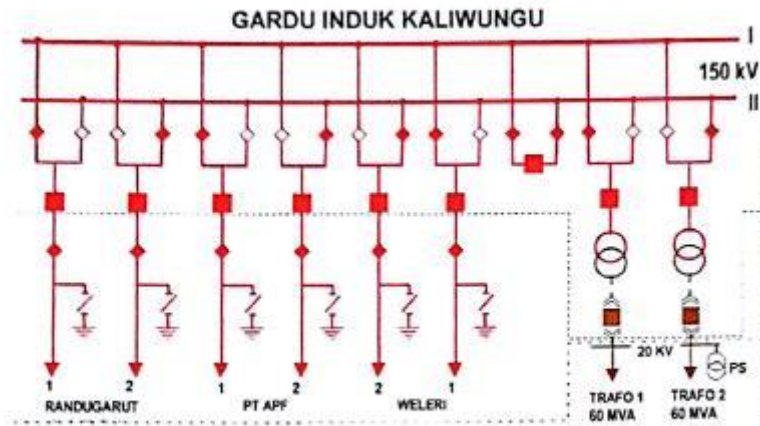 GARDU INDUK KALIWUNGU
I
150 kV
II
20 KV
PS
1 2 1 2 2 1
RANDUGARUT PT APF WELERI
TRAFO 1 TRAFO 2
60 MVA 60 MVA